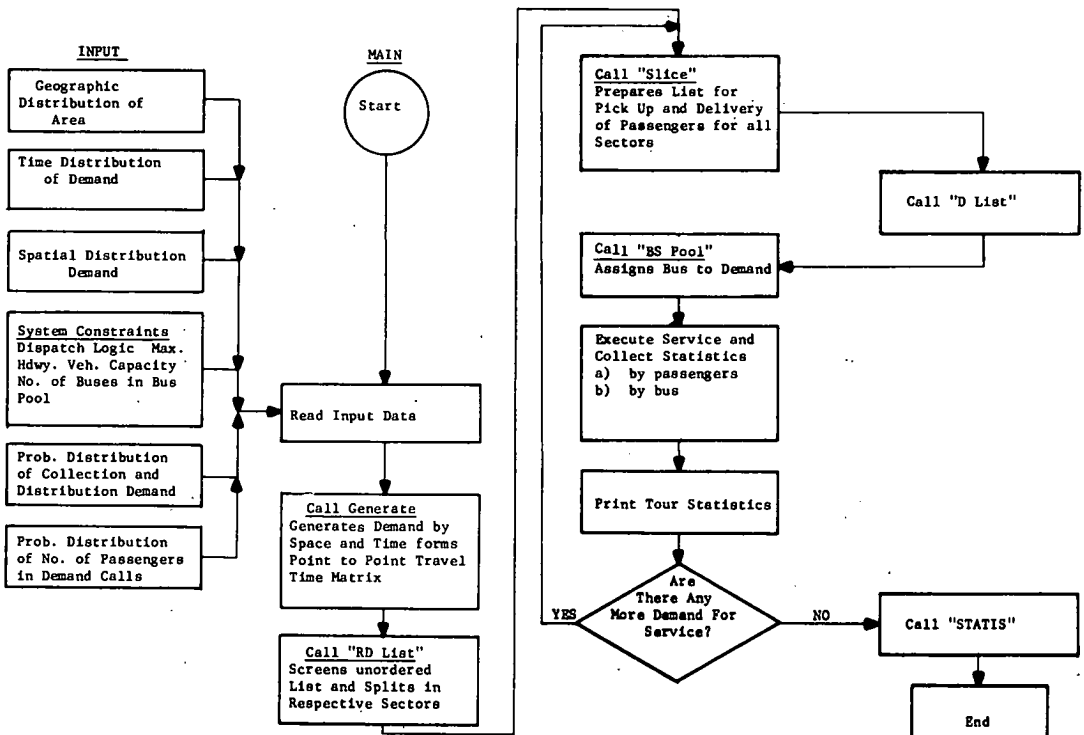 INPUT
Geographic
Distribution of
Area
Time Distribution
of Demand
Spatial Distribution
Demand
System Constraints
Dispatch Logic Max.
Hdwy. Veh. Capacity
No. of Buses in Bus
Pool
Prob. Distribution
of Collection and
Distribution Demand
Prob. Distribution
of No. of Passengers
in Demand Calls
MAIN
Start
Read Input Data
Call Generate
Generates Demand by
Space and Time forms
Point to Point Travel
Time Matrix
Call "RD List"
Screens unordered
List and Splits in
Respective Sectors
Call "Slice"
Prepares List for
Pick Up and Delivery
of Passengers for all
Sectors
Call "D List"
Call "BS Pool"
Assigns Bus to Demand
Execute Service and
Collect Statistics
a) by passengers
b) by bus
Print Tour Statistics
Are
There Any
More Demand For
Service?
YES
NO
Call "STATIS"
End